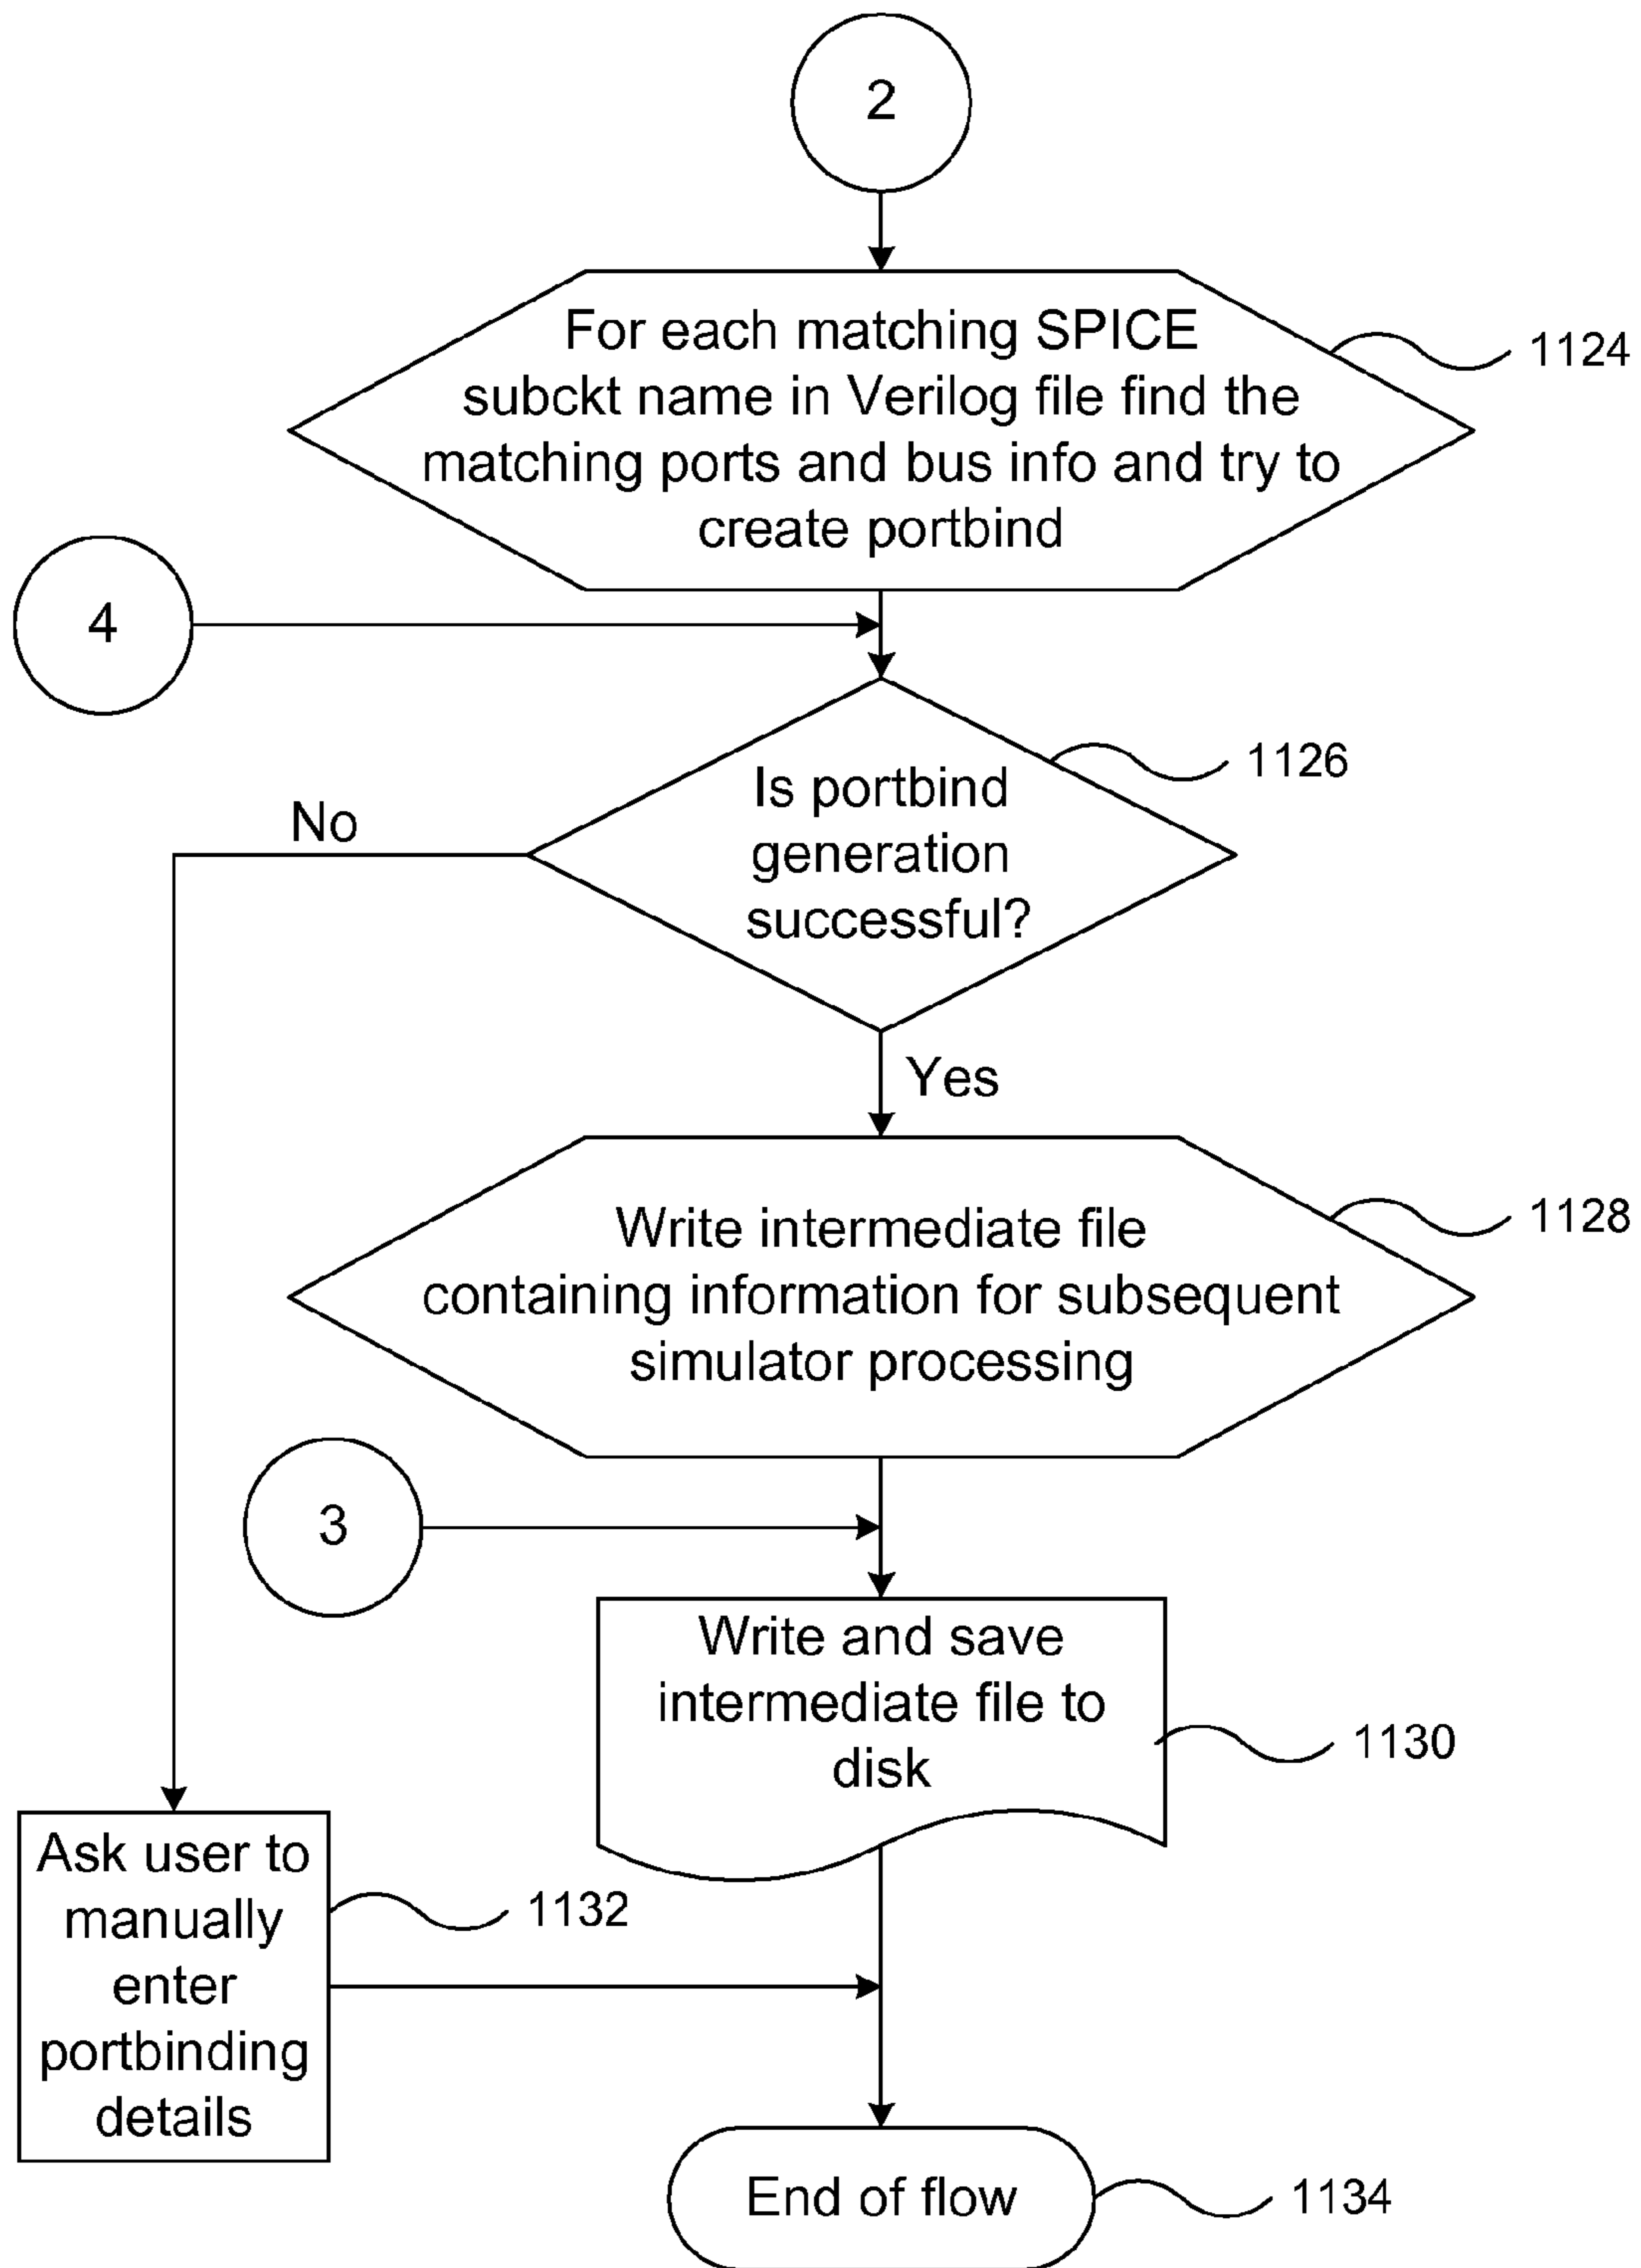 2
For each matching SPICE
subckt name in Verilog file find the
matching ports and bus info and try to
create portbind
1124
4
Is portbind
generation
successful?
1126
No
Yes
Write intermediate file
containing information for subsequent
simulator processing
1128
3
Write and save
intermediate file to
disk
1130
Ask user to
manually
enter
portbinding
details
1132
End of flow
1134